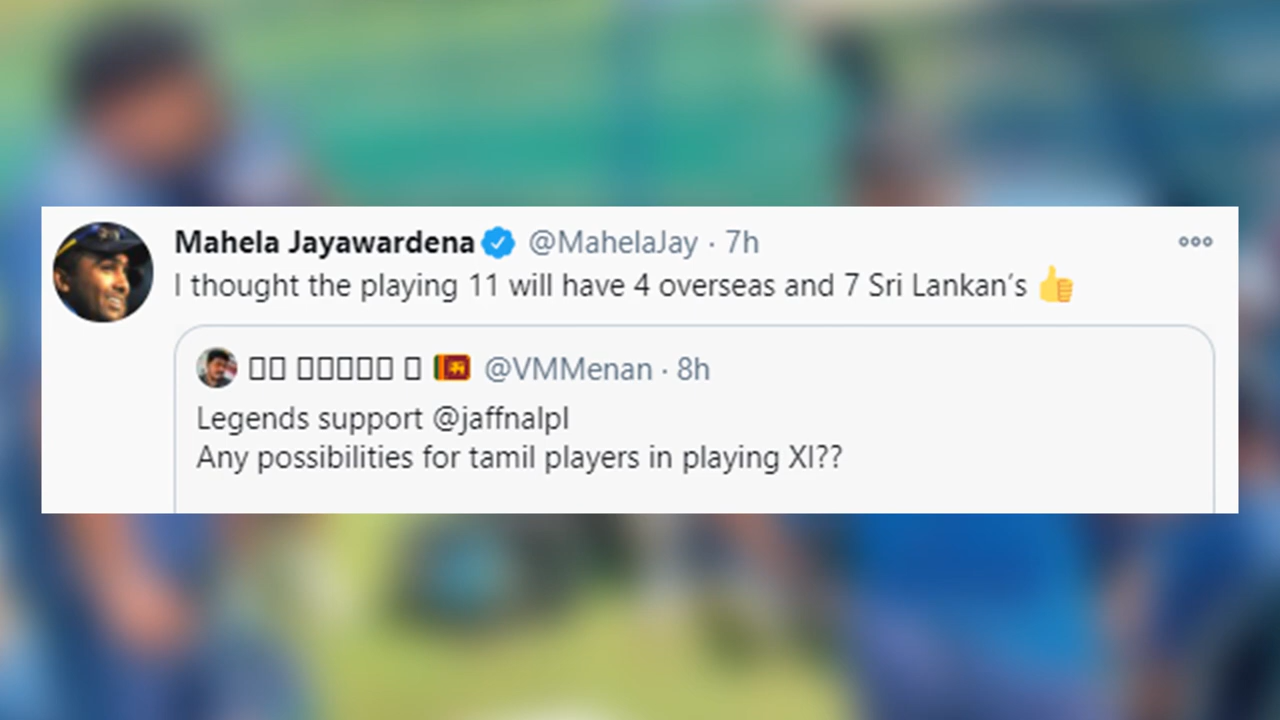 Mahela Jayawardena @MahelaJay · 7h
I thought the playing 11 will have 4 overseas and 7 Sri Lankan’s 👍
@VMMenan · 8h
Legends support @jaffnalpl
Any possibilities for tamil players in playing XI??